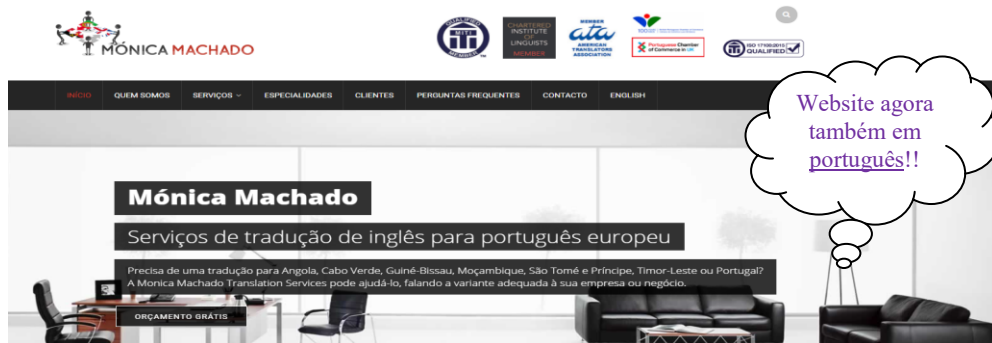 MÓNICA MACHADO
QUALIFIED
MITI
MEMBER
CHARTERED
INSTITUTE
OF
LINGUISTS
MEMBER
MEMBER
ata
AMERICAN
TRANSLATORS
ASSOCIATION
Portuguese Chamber
of Commerce in UK
ISO 17100:2015
QUALIFIED
INÍCIO QUEM SOMOS SERVIÇOS ESPECIALIDADES CLIENTES PERGUNTAS FREQUENTES CONTACTO ENGLISH
Website agora
também em
português!!
Mónica Machado
Serviços de tradução de inglês para português europeu
Precisa de uma tradução para Angola, Cabo Verde, Guiné-Bissau, Moçambique, São Tomé e Príncipe, Timor-Leste ou Portugal?
A Monica Machado Translation Services pode ajudá-lo, falando a variante adequada à sua empresa ou negócio.
ORÇAMENTO GRÁTIS